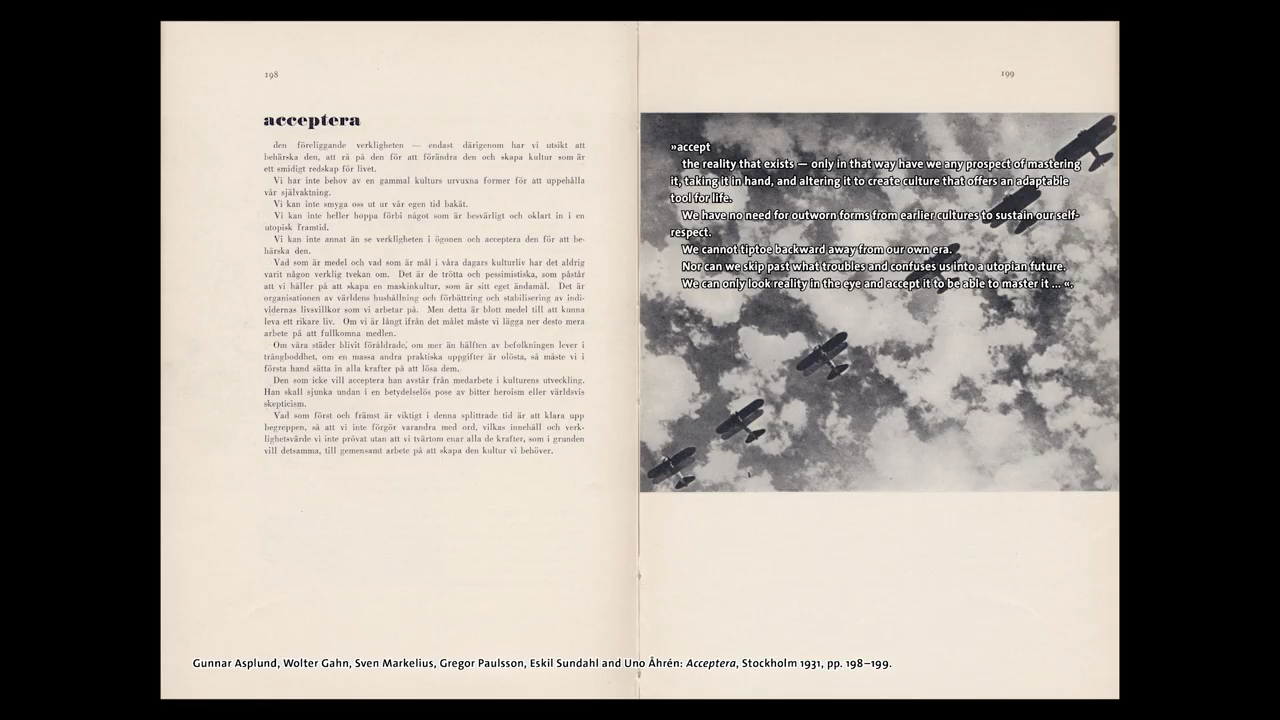 198
acceptera
den föreliggande verkligheten — endast därigenom har vi utsikt att
behärska den, att rå på den för att förändra den och skapa kultur som är
ett smidigt redskap för livet.
Vi har inte behov av en gammal kulturs urvuxna former för att uppehålla
vår självaktning.
Vi kan inte smyga oss ut ur vår egen tid bakåt.
Vi kan inte heller hoppa förbi något som är besvärligt och oklart in i en
utopisk framtid.
Vi kan inte annat än se verkligheten i ögonen och acceptera den för att be-
härska den.
Vad som är medel och vad som är mål i våra dagars kulturliv har det aldrig
varit någon verklig tvekan om. Det är de trötta och pessimistiska, som påstår
att vi håller på att skapa en maskinkultur, som är sitt eget ändamål. Det är
organisationen av världens hushållning och förbättring och stabilisering av indi-
vidernas livsvillkor som vi arbetar på. Men detta är blott medel till att kunna
leva ett rikare liv. Om vi är långt ifrån det målet måste vi lägga ner desto mera
arbete på att fullkomna medlen.
Om våra städer blivit föråldrade, om mer än hälften av befolkningen lever i
trångboddhet, om en massa andra praktiska uppgifter är olösta, så måste vi i
första hand sätta in alla krafter på att lösa dem.
Den som icke vill acceptera han avstår från medarbete i kulturens utveckling.
Han skall sjunka undan i en betydelselös pose av bitter heroism eller världsvis
skepticism.
Vad som först och främst är viktigt i denna splittrade tid är att klara upp
begreppen, så att vi inte förgör varandra med ord, vilkas innehåll och verk-
lighetsvärde vi inte prövat utan att vi tvärtom enar alla de krafter, som i grunden
vill detsamma, till gemensamt arbete på att skapa den kultur vi behöver.
199
»accept
the reality that exists — only in that way have we any prospect of mastering
it, taking it in hand, and altering it to create culture that offers an adaptable
tool for life.
We have no need for outworn forms from earlier cultures to sustain our self-
respect.
We cannot tiptoe backward away from our own era.
Nor can we skip past what troubles and confuses us into a utopian future.
We can only look reality in the eye and accept it to be able to master it ... «.
Gunnar Asplund, Wolter Gahn, Sven Markelius, Gregor Paulsson, Eskil Sundahl and Uno Åhrén: Acceptera, Stockholm 1931, pp. 198–199.